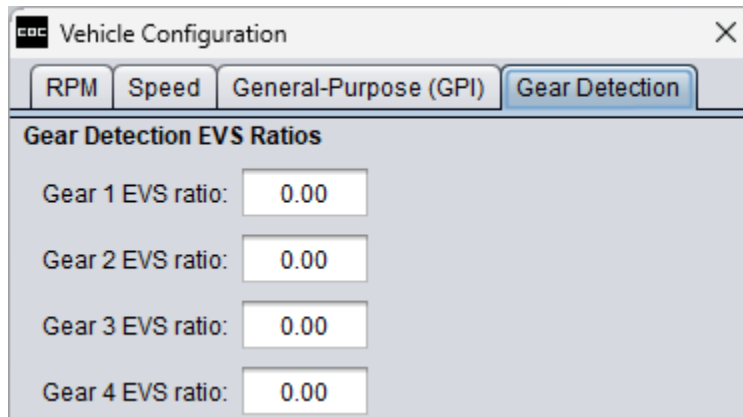 COC Vehicle Configuration
RPM Speed General-Purpose (GPI) Gear Detection
Gear Detection EVS Ratios
Gear 1 EVS ratio: 0.00
Gear 2 EVS ratio: 0.00
Gear 3 EVS ratio: 0.00
Gear 4 EVS ratio: 0.00